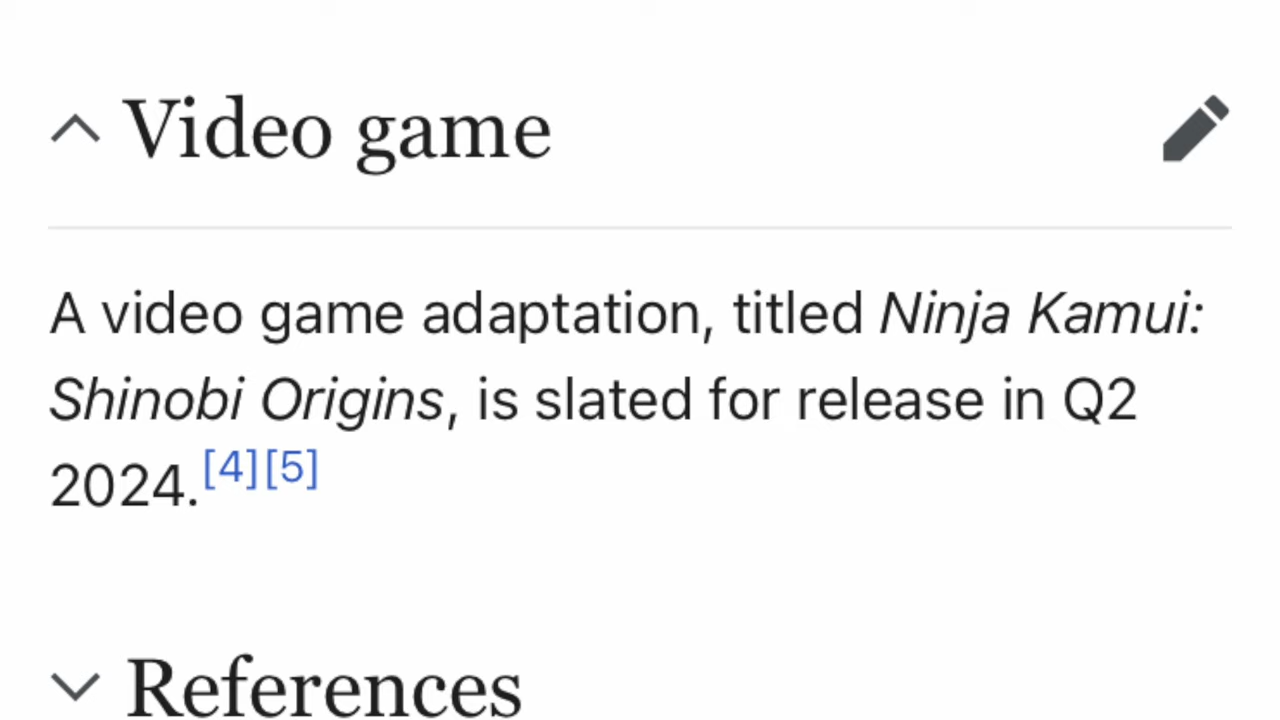 Video game
A video game adaptation, titled Ninja Kamui:
Shinobi Origins, is slated for release in Q2
2024.[4][5]
References